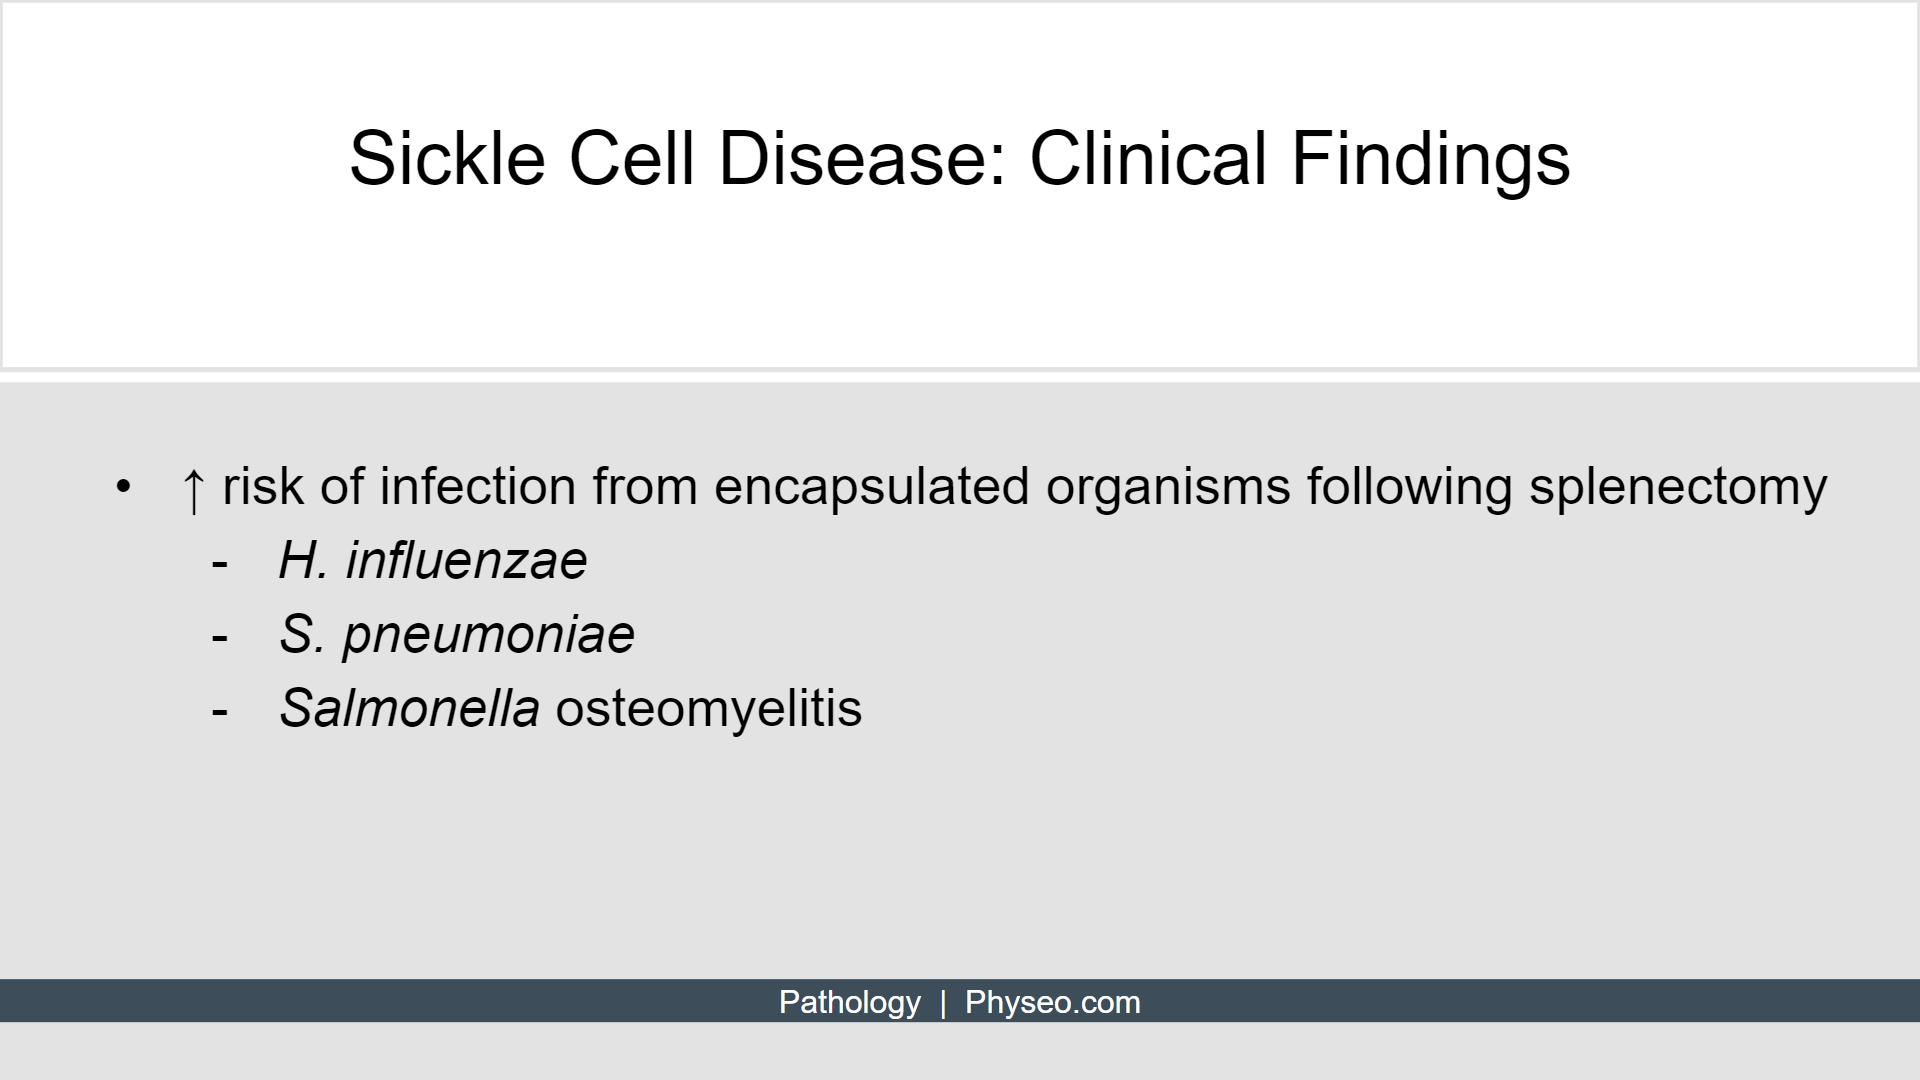 Sickle Cell Disease: Clinical Findings
• ↑ risk of infection from encapsulated organisms following splenectomy
- H. influenzae
- S. pneumoniae
- Salmonella osteomyelitis
Pathology | Physeo.com